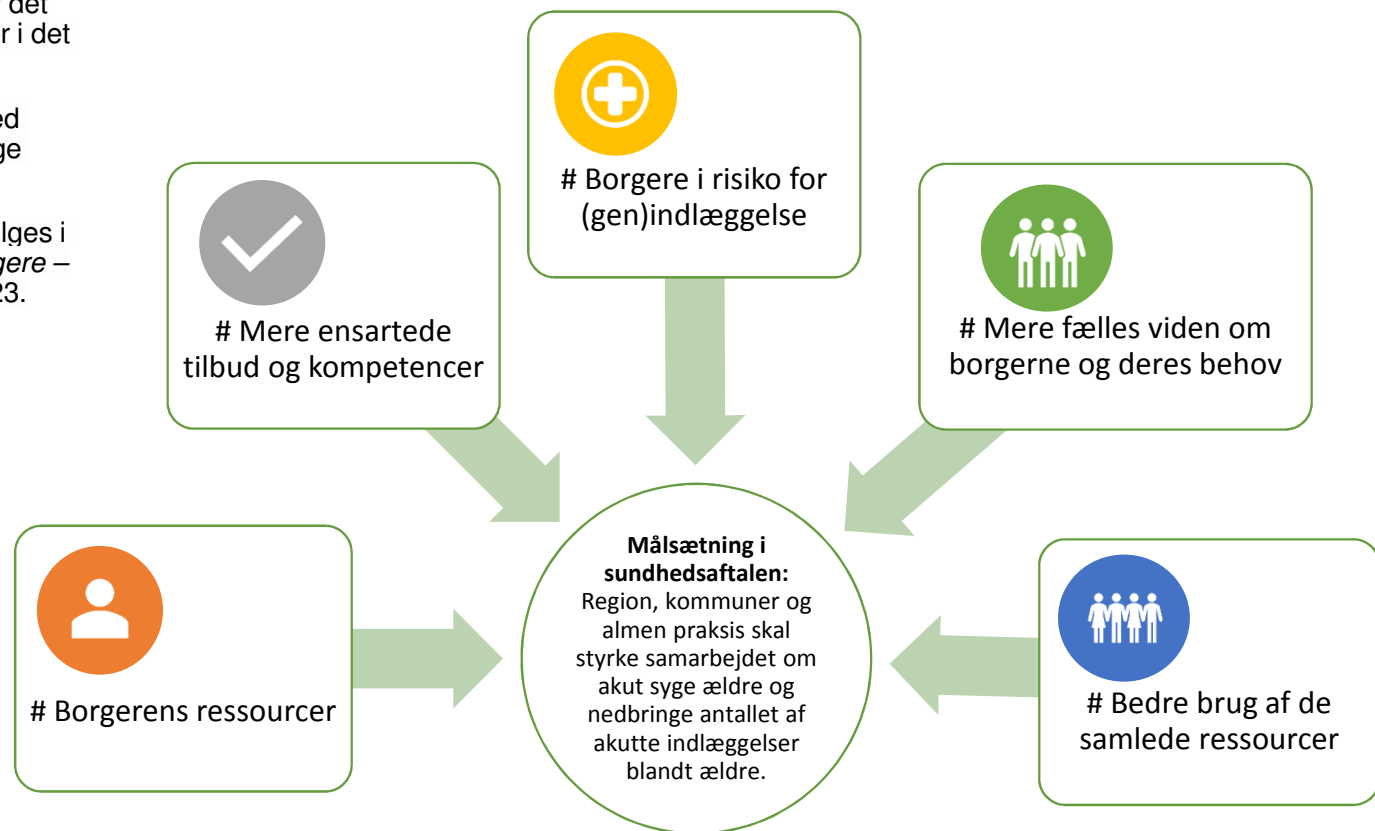 det
r i det
ed
ge
lges i
gere –
23.
# Borgere i risiko for
(gen)indlæggelse
# Mere ensartede
tilbud og kompetencer
# Mere fælles viden om
borgerne og deres behov
# Borgerens ressourcer
Målsætning i
sundhedsaftalen:
Region, kommuner og
almen praksis skal
styrke samarbejdet om
akut syge ældre og
nedbringe antallet af
akutte indlæggelser
blandt ældre.
# Bedre brug af de
samlede ressourcer